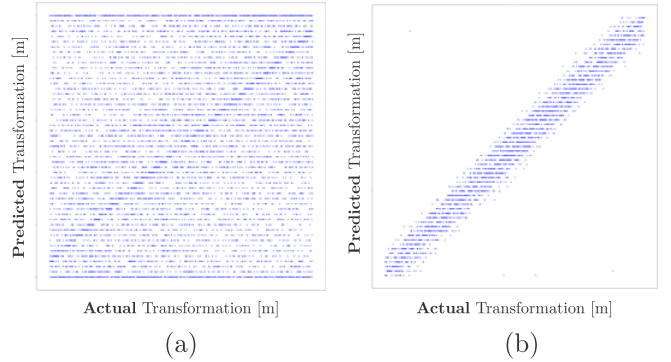 Predicted Transformation [m]
Actual Transformation [m]
(a)
Predicted Transformation [m]
Actual Transformation [m]
(b)